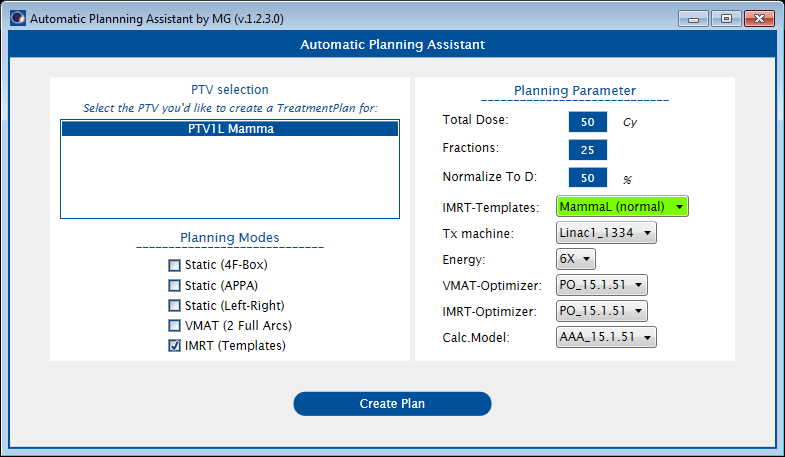 Automatic Plannning Assistant by MG (v.1.2.3.0)
Automatic Planning Assistant
PTV selection
Select the PTV you'd like to create a TreatmentPlan for:
PTV1L Mamma
Planning Modes
Static (4F-Box)
Static (APPA)
Static (Left-Right)
VMAT (2 Full Arcs)
IMRT (Templates)
Planning Parameter
Total Dose: 50 Gy
Fractions: 25
Normalize To D: 50 %
IMRT-Templates: MammaL (normal)
Tx machine: Linac1_1334
Energy: 6X
VMAT-Optimizer: PO_15.1.51
IMRT-Optimizer: PO_15.1.51
Calc.Model: AAA_15.1.51
Create Plan